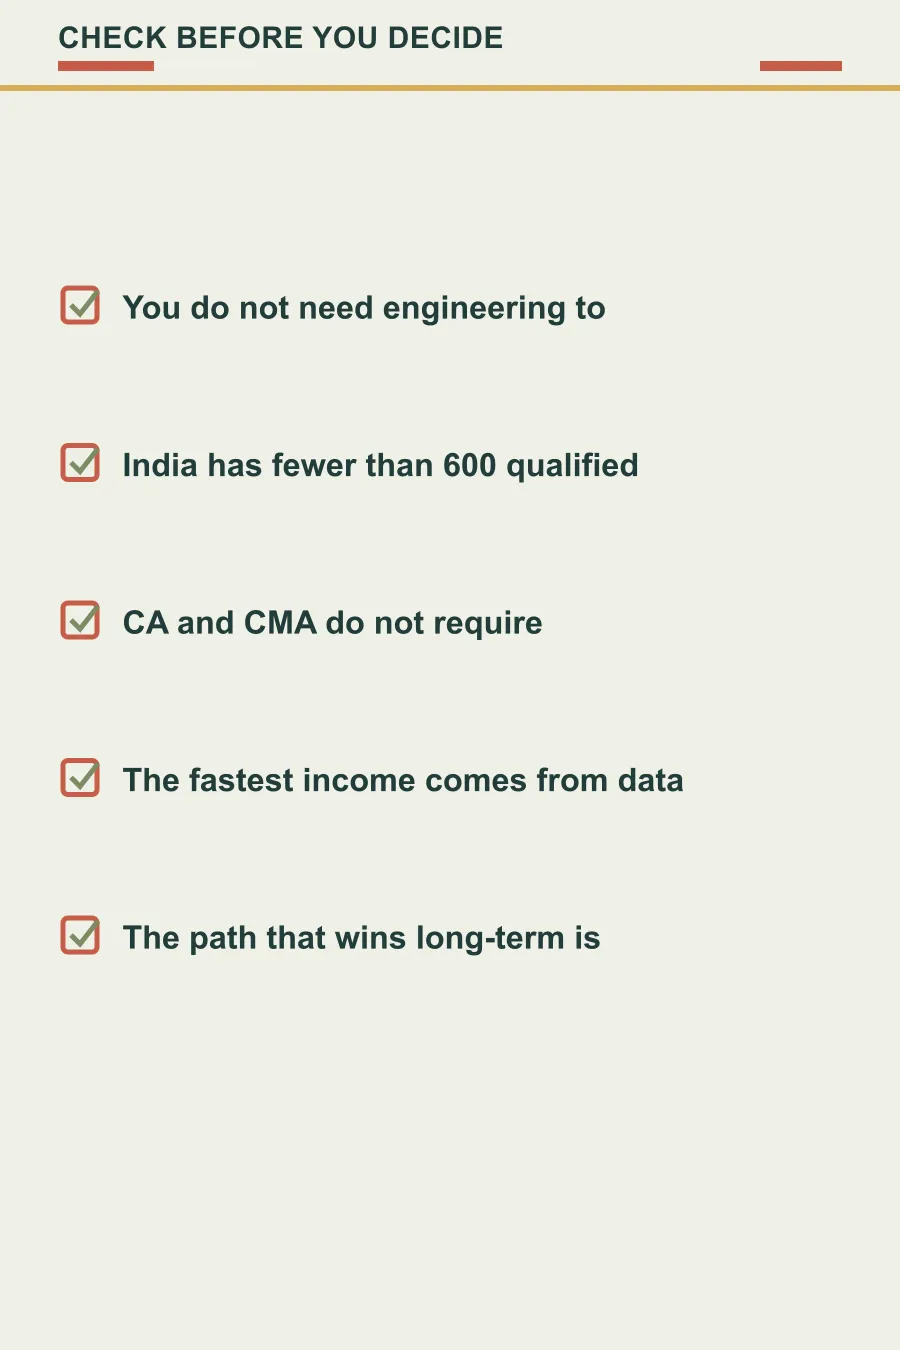 CHECK BEFORE YOU DECIDE
You do not need engineering to
India has fewer than 600 qualified
CA and CMA do not require
The fastest income comes from data
The path that wins long-term is